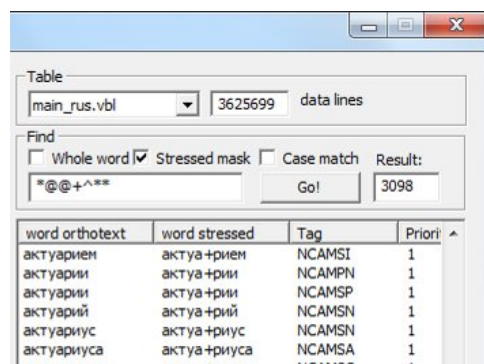 Table
main_rus.vbl 3625699 data lines
Find
Whole word Stressed mask Case match Result:
*@@+^** Go! 3098
word orthotext word stressed Tag Priori
актуарием актуа+рием NCAMSI 1
актуарии актуа+рии NCAMPN 1
актуарии актуа+рии NCAMSP 1
актуарий актуа+рий NCAMSN 1
актуариус актуа+риус NCAMSN 1
актуариуса актуа+риуса NCAMSA 1